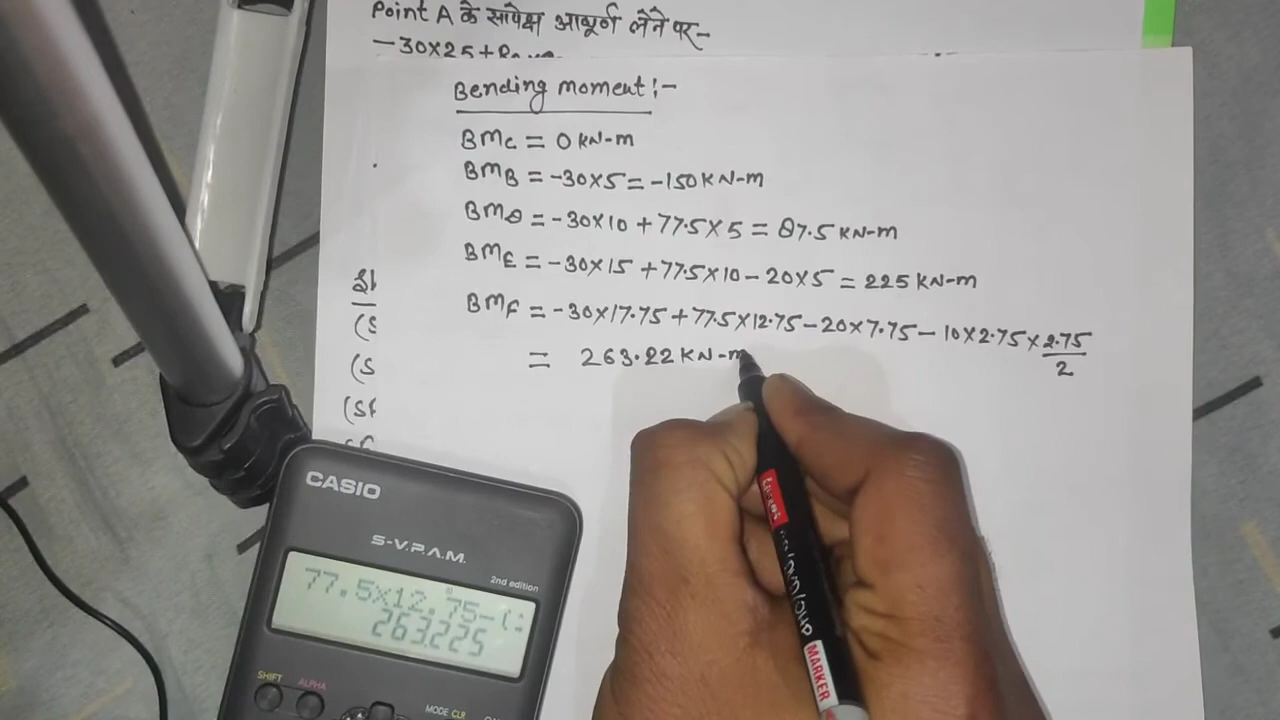 Point A के सापेक्ष आघूर्ण लेने पर-
-30×25+
Bending moment:-
BMC = 0 KN-m
BMB = -30×5 = -150 KN-m
BMD = -30×10 + 77.5×5 = 87.5 KN-m
BME = -30×15 + 77.5×10 - 20×5 = 225 KN-m
BMF = -30×17.75 + 77.5×12.75 - 20×7.75 - 10×2.75×2.75/2
= 263.22 KN-m
(S
(S
(SF
CASIO
S-V.P.A.M.
2nd edition
77.5×12.75-(
263.225
SHIFT ALPHA
MODE CLR
MARKER